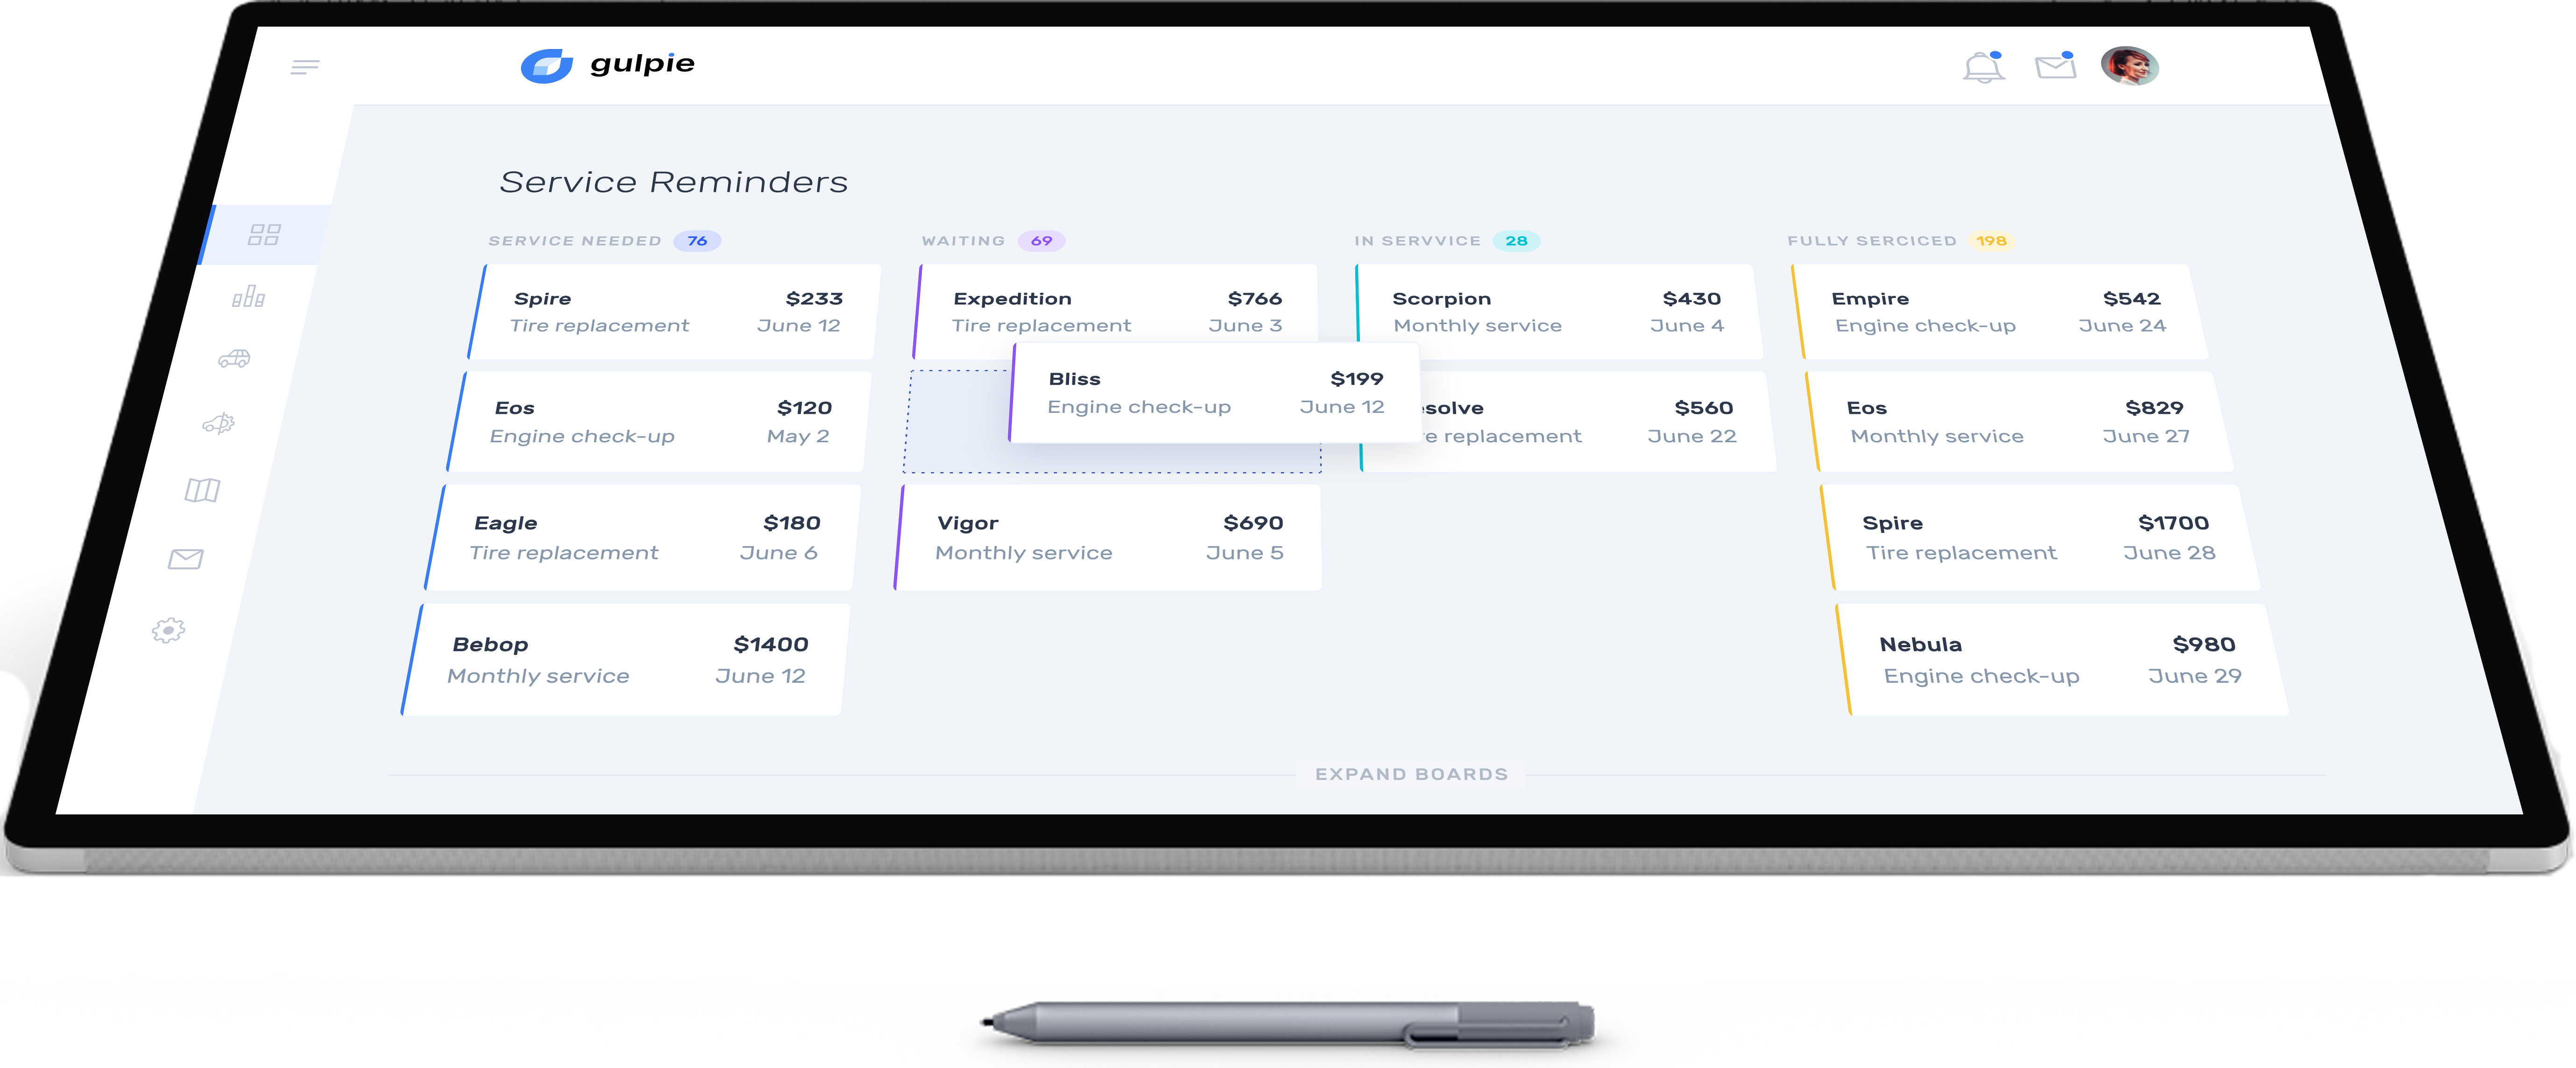 gulpie
Service Reminders
SERVICE NEEDED 76
Spire $233
Tire replacement June 12
Eos $120
Engine check-up May 2
Eagle $180
Tire replacement June 6
Bebop $1400
Monthly service June 12
WAITING 69
Expedition $766
Tire replacement June 3
Bliss $199
Engine check-up June 12
Vigor $690
Monthly service June 5
IN SERVVICE 28
Scorpion $430
Monthly service June 4
esolve $560
e replacement June 22
FULLY SERCICED 198
Empire $542
Engine check-up June 24
Eos $829
Monthly service June 27
Spire $1700
Tire replacement June 28
Nebula $980
Engine check-up June 29
EXPAND BOARDS